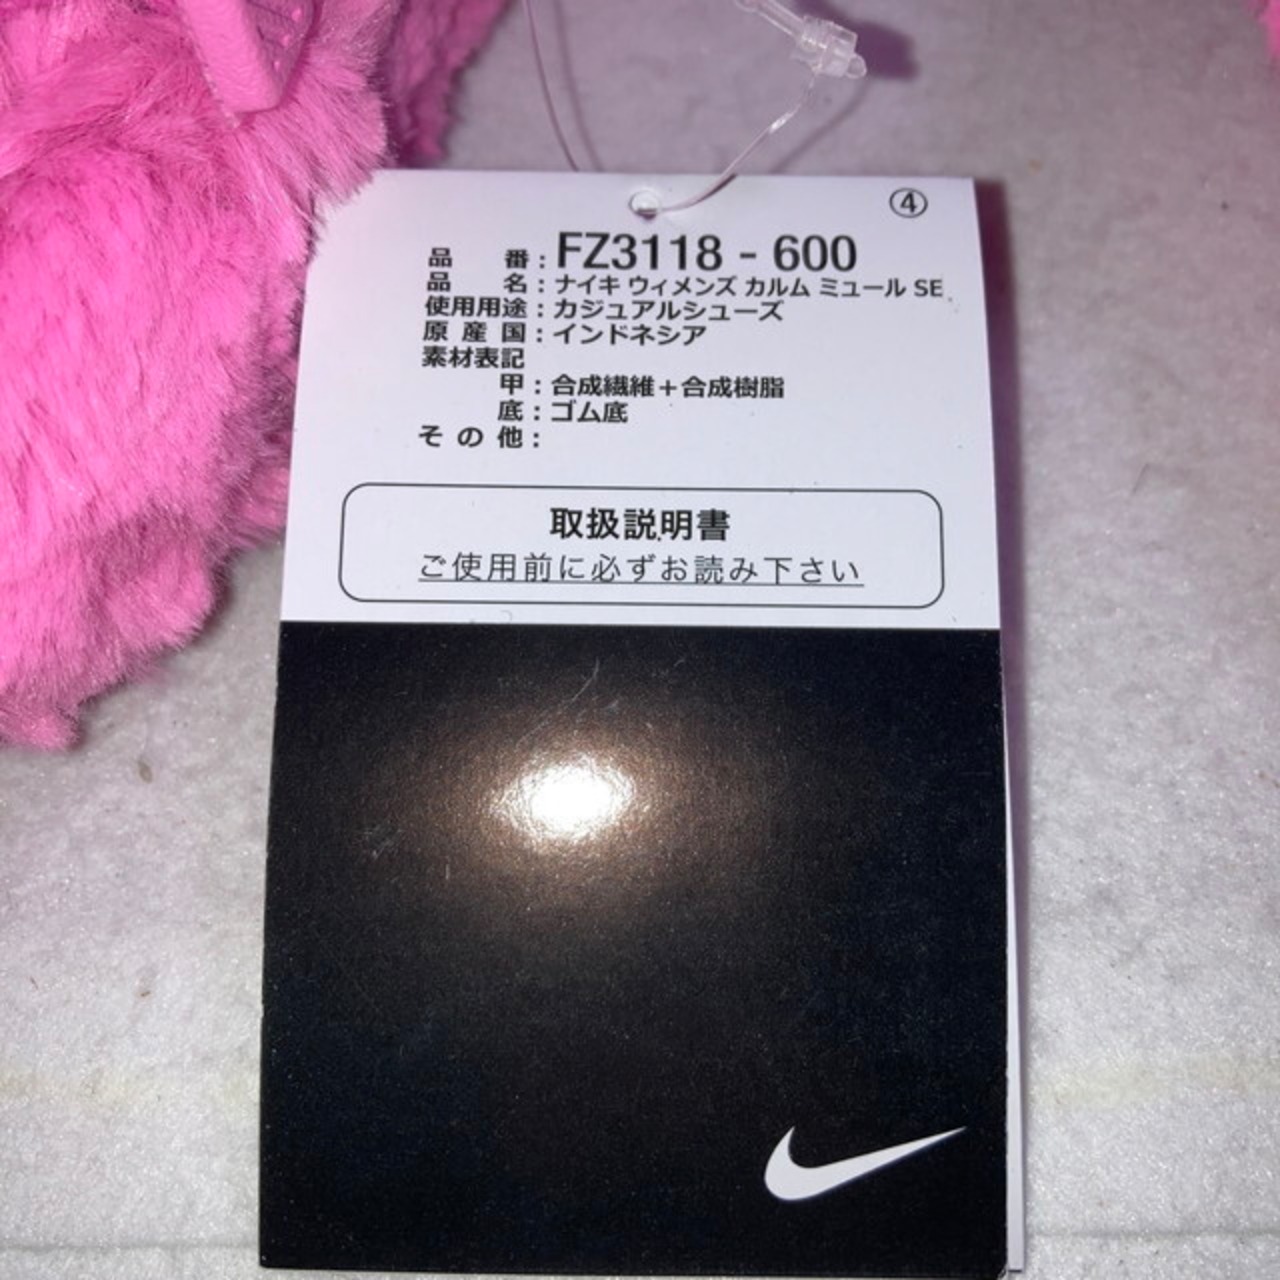 ④
品 番：FZ3118 - 600
品 名：ナイキ ウィメンズ カルム ミュール SE
使用用途：カジュアルシューズ
原産国：インドネシア
素材表記
甲：合成繊維＋合成樹脂
底：ゴム底
その他：
取扱説明書
ご使用前に必ずお読み下さい